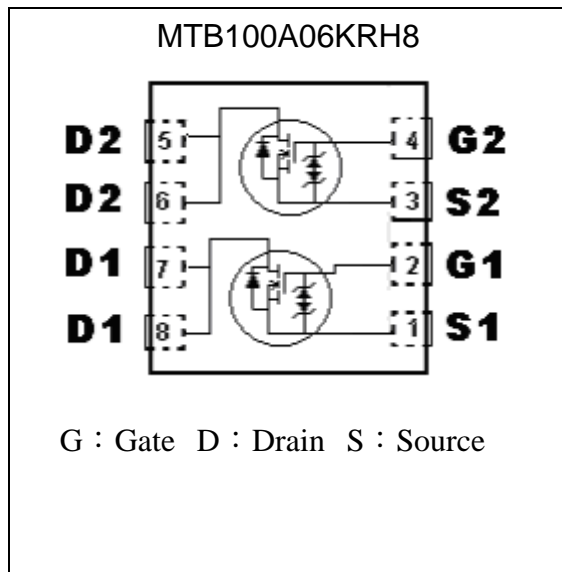 MTB100A06KRH8
D2 5 4 G2
D2 6 3 S2
D1 7 2 G1
D1 8 1 S1
G：Gate D：Drain S：Source